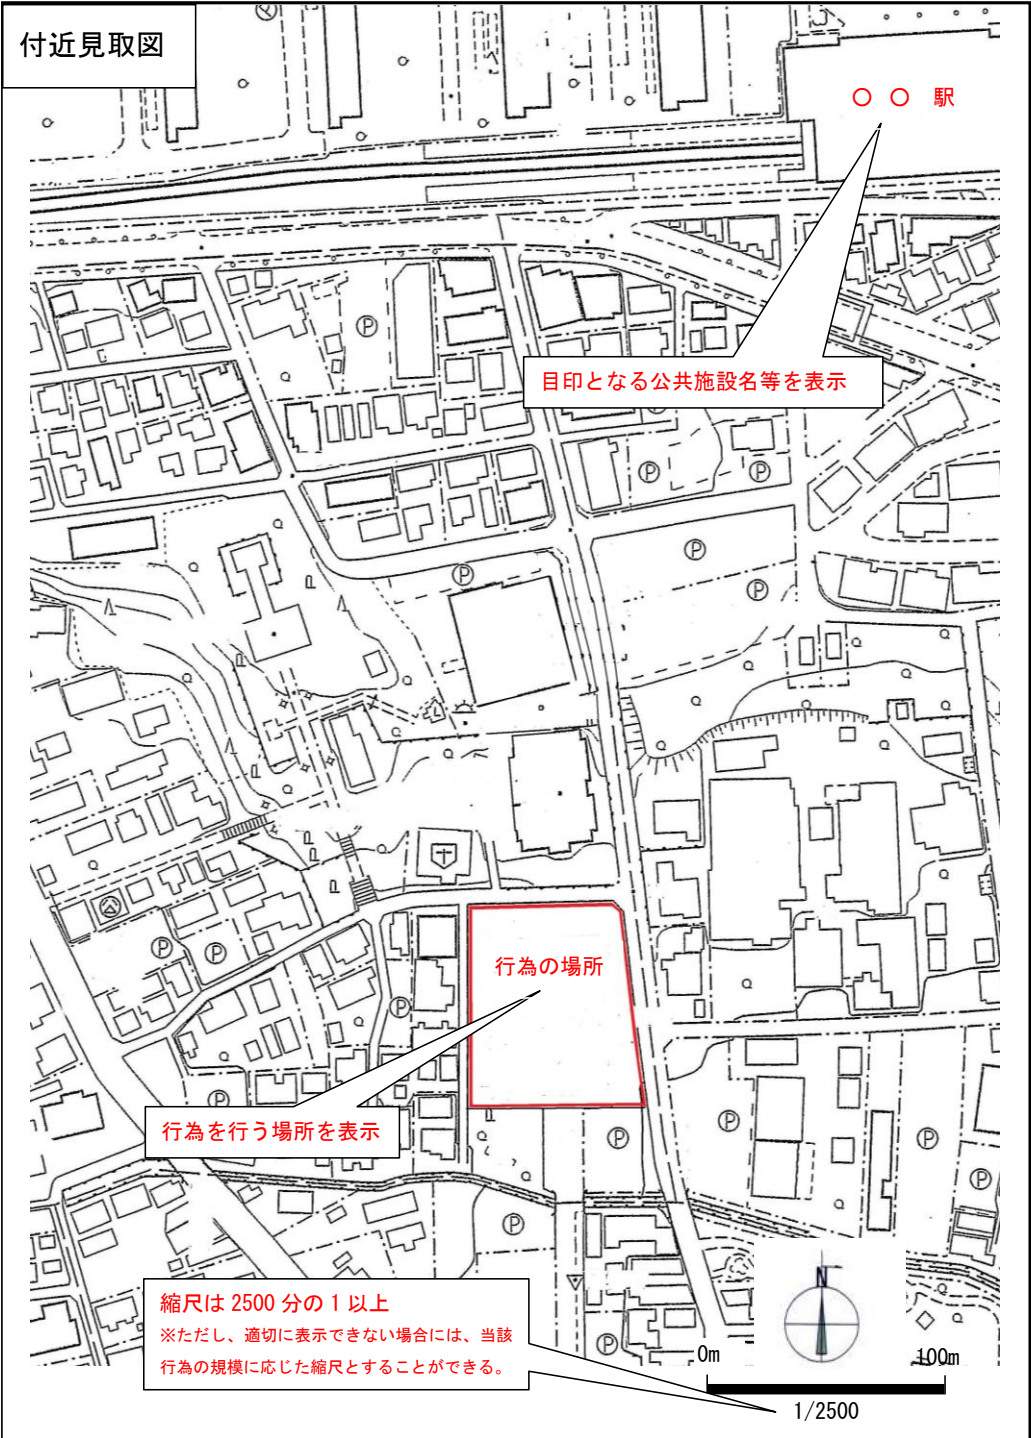 付近見取図
〇 〇 駅
目印となる公共施設名等を表示
Ⓟ
Ⓟ
Ⓟ
Ⓟ
Ⓟ
Ⓟ
行為の場所
Ⓟ
Ⓟ
Ⓟ
Ⓟ
行為を行う場所を表示
Ⓟ
Ⓟ
Ⓟ
Ⓟ
Ⓟ
縮尺は 2500 分の 1 以上
※ただし、適切に表示できない場合には、当該
行為の規模に応じた縮尺とすることができる。
N
Ⓟ
0m
100m
1/2500